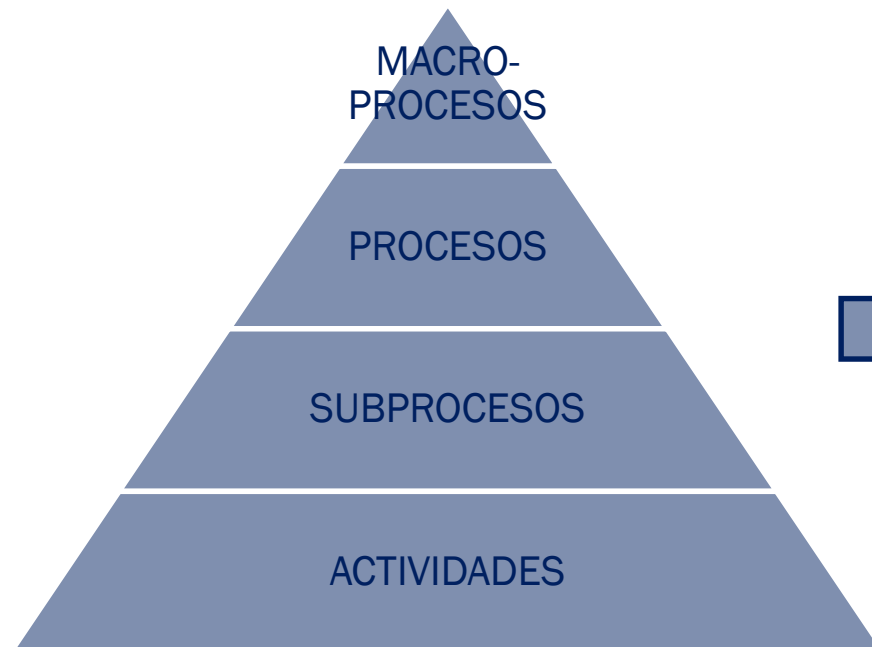 MACRO-
PROCESOS
PROCESOS
SUBPROCESOS
ACTIVIDADES